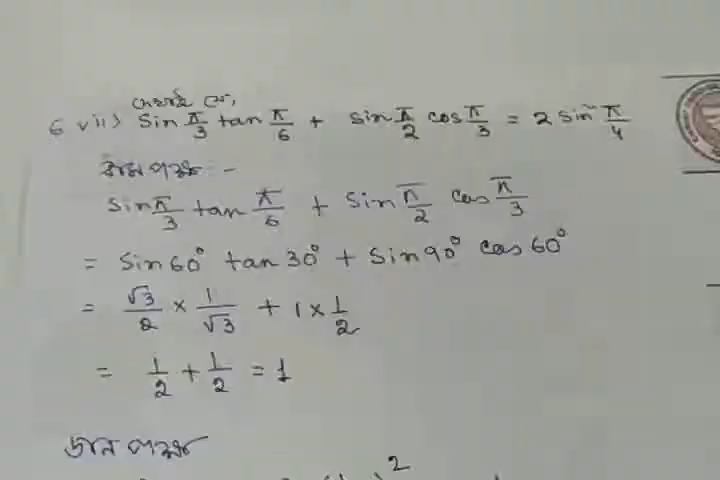 দেখাই যে,
6 vii> sin π/3 tan π/6 + sin π/2 cos π/3 = 2 sin² π/4
বাম পক্ষ :-
sin π/3 tan π/6 + sin π/2 cos π/3
= sin 60° tan 30° + sin 90° cos 60°
= √3/2 × 1/√3 + 1 × 1/2
= 1/2 + 1/2 = 1
ডান পক্ষ